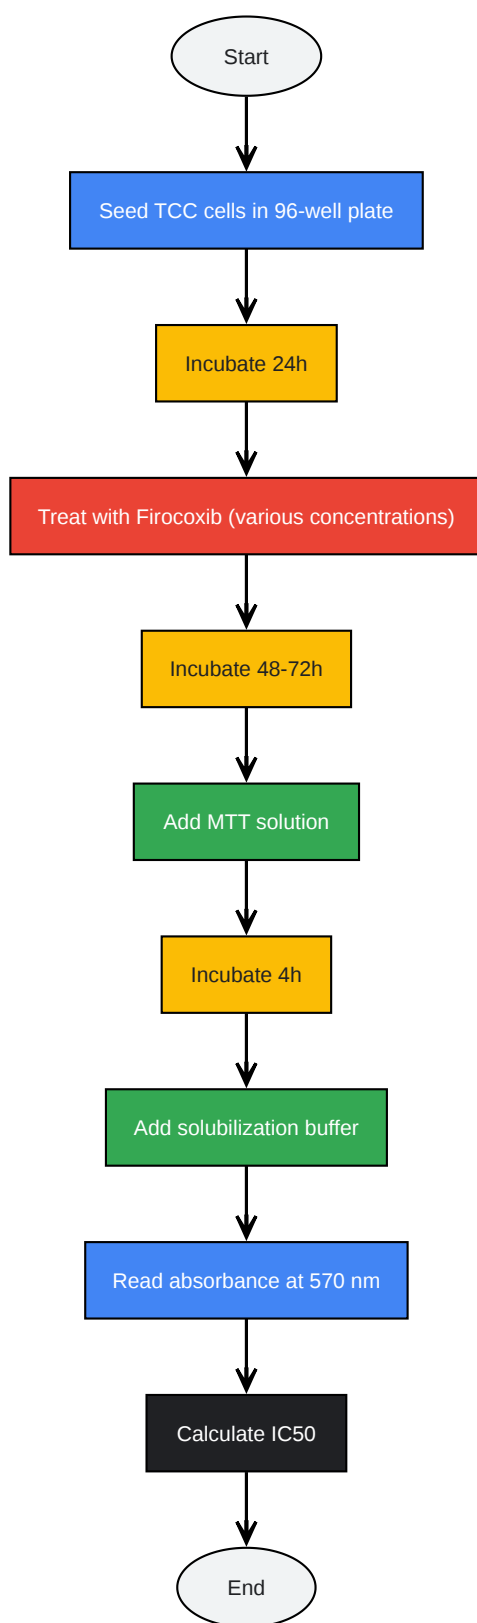 Start
Seed TCC cells in 96-well plate
Incubate 24h
Treat with Firocoxib (various concentrations)
Incubate 48-72h
Add MTT solution
Incubate 4h
Add solubilization buffer
Read absorbance at 570 nm
Calculate IC50
End